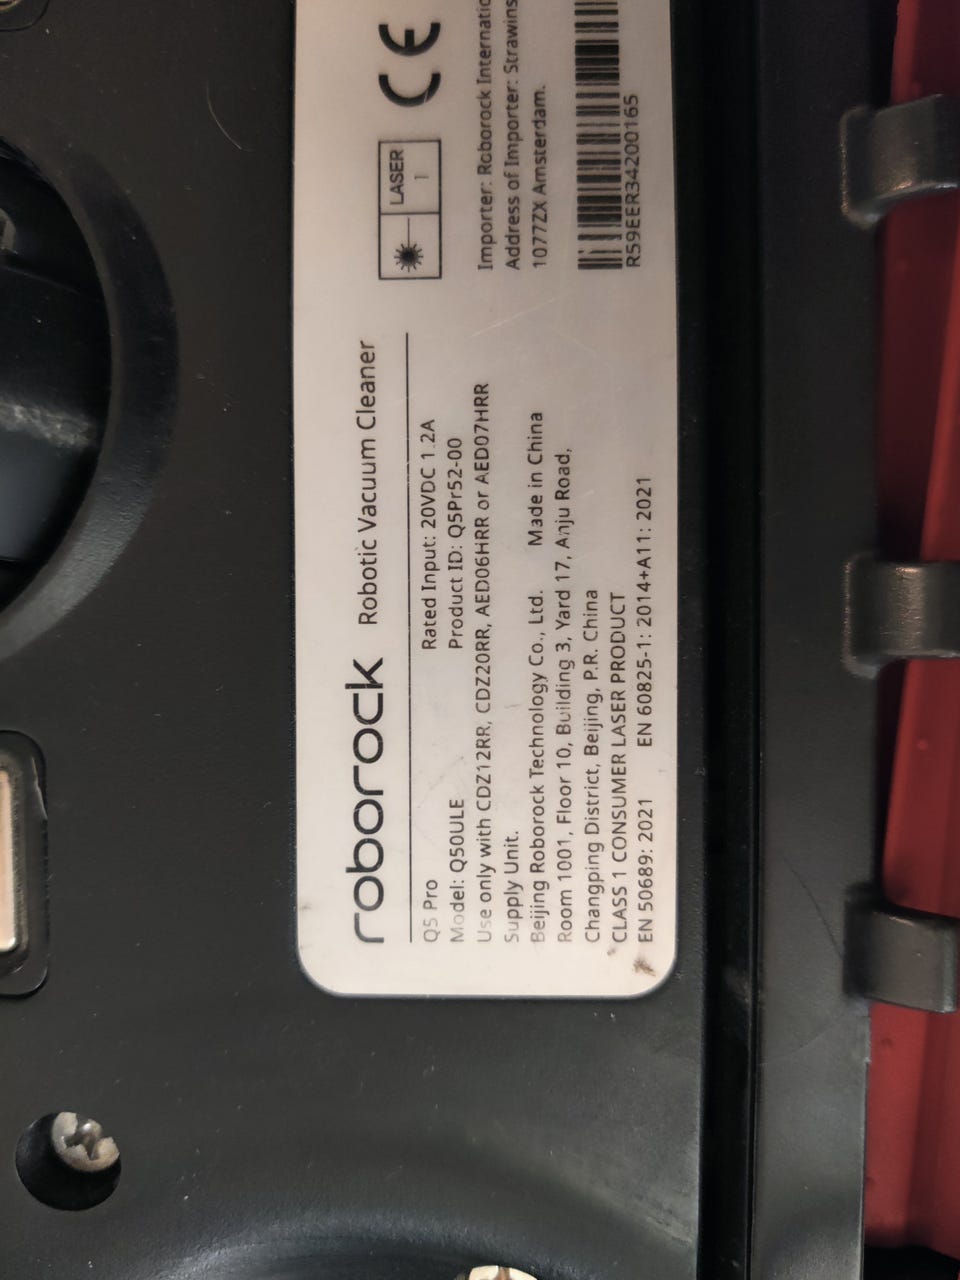 roborock Robotic Vacuum Cleaner
Q5 Pro Rated Input: 20VDC 1.2A
Model: Q50ULE Product ID: Q5Pr52-00
Use only with CDZ12RR, CDZ20RR, AED06HRR or AED07HRR
Supply Unit.
Beijing Roborock Technology Co., Ltd. Made in China
Room 1001, Floor 10, Building 3, Yard 17, Anju Road,
Changping District, Beijing, P.R. China
CLASS 1 CONSUMER LASER PRODUCT
EN 50689: 2021 EN 60825-1: 2014+A11: 2021
LASER
1
CE
Importer: Roborock
Address of Importer:
1077ZX Amsterdam.
R59EER34200165